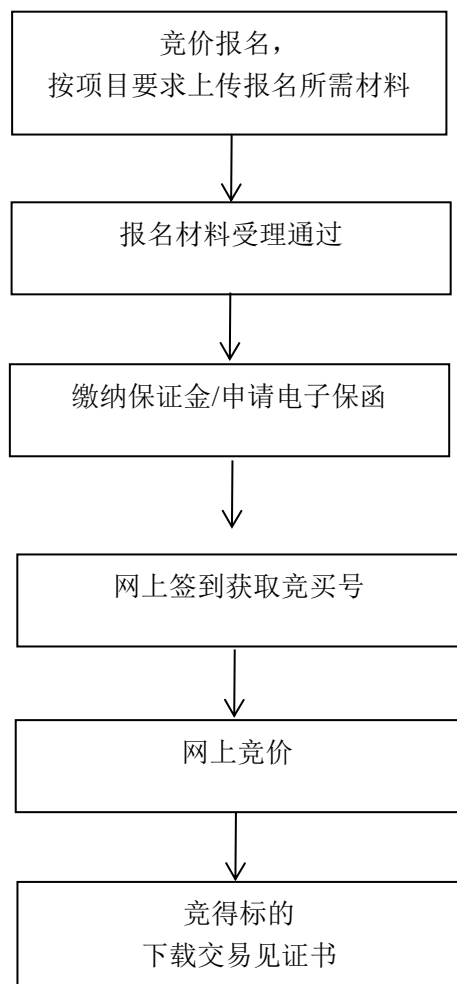 竞价报名，
按项目要求上传报名所需材料
报名材料受理通过
缴纳保证金/申请电子保函
网上签到获取竞买号
网上竞价
竞得标的
下载交易见证书